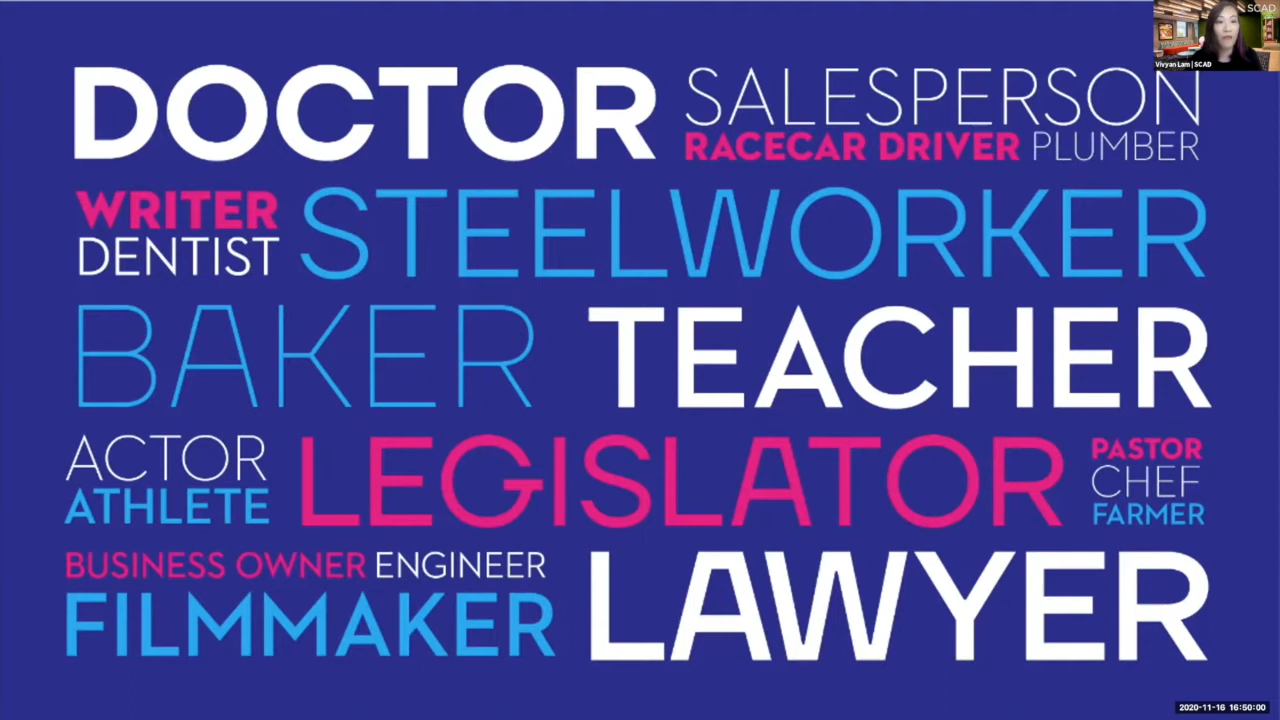 SCAD
Vivyan Lam | SCAD
DOCTOR
SALESPERSON
RACECAR DRIVER PLUMBER
WRITER
DENTIST
STEELWORKER
BAKER TEACHER
ACTOR
ATHLETE
LEGISLATOR
PASTOR
CHEF
FARMER
BUSINESS OWNER ENGINEER
FILMMAKER
LAWYER
2020-11-16 16:50:00